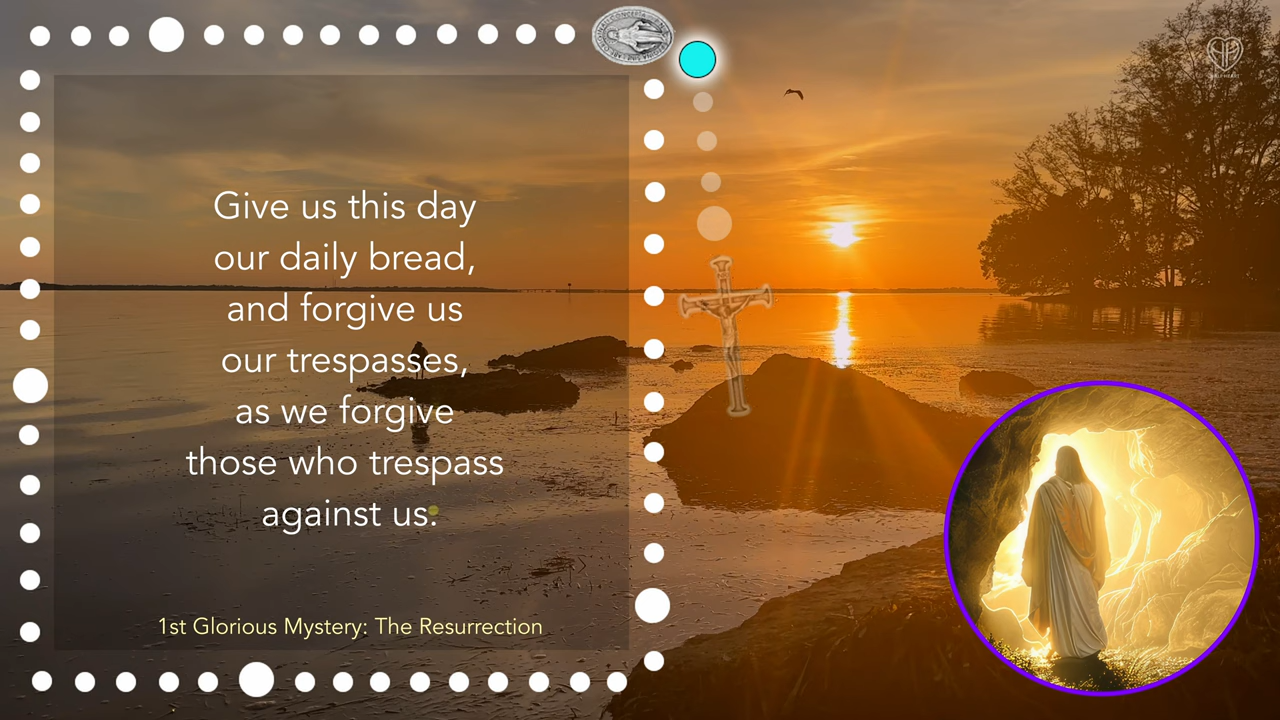 Give us this day
our daily bread,
and forgive us
our trespasses,
as we forgive
those who trespass
against us.
1st Glorious Mystery: The Resurrection